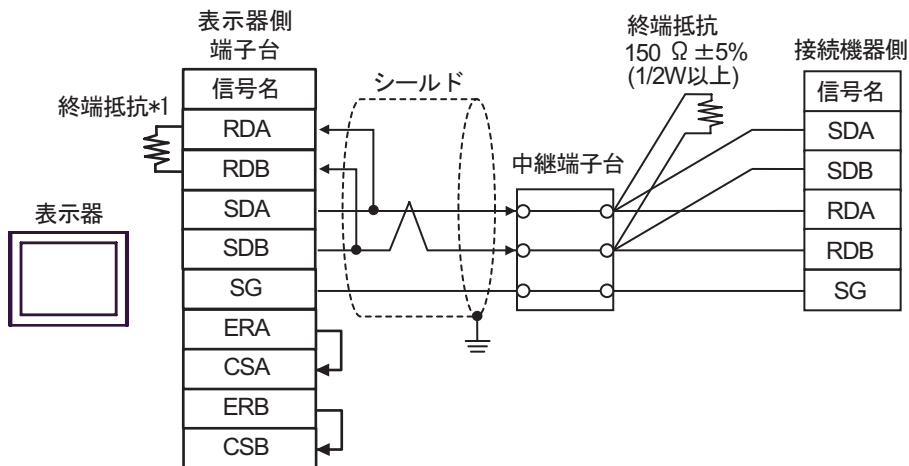 表示器側
端子台
信号名
RDA
RDB
SDA
SDB
SG
ERA
CSA
ERB
CSB
終端抵抗*1
表示器
シールド
中継端子台
終端抵抗
150 Ω ±5%
(1/2W以上)
接続機器側
信号名
SDA
SDB
RDA
RDB
SG